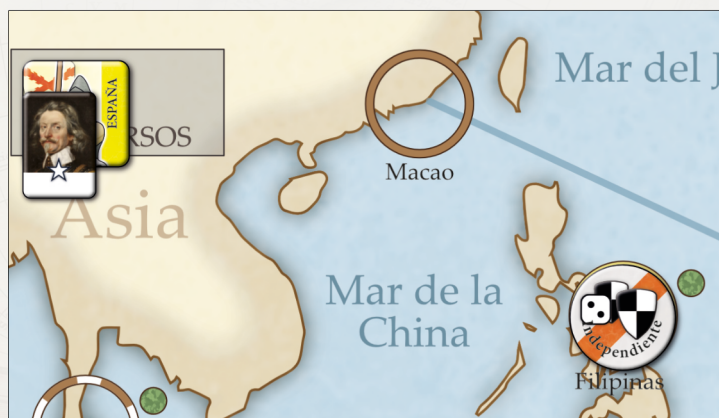 Mar del J
ESPAÑA
RSOS
Macao
Asia
Mar de la
China
Independiente
Filipinas